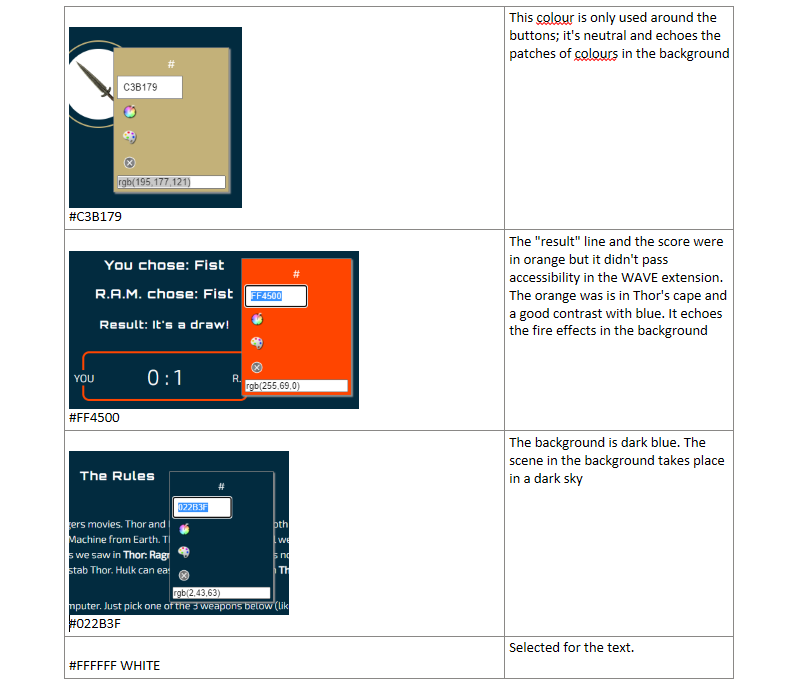 This colour is only used around the
buttons; it's neutral and echoes the
patches of colours in the background
#
C3B179
rgb(195,177,121)
#C3B179
The "result" line and the score were
in orange but it didn't pass
accessibility in the WAVE extension.
The orange was is in Thor's cape and
a good contrast with blue. It echoes
the fire effects in the background
You chose: Fist
#
R.A.M. chose: Fist
FF4500
Result: It's a draw!
YOU
0 : 1
R.
rgb(255,69,0)
#FF4500
The background is dark blue. The
scene in the background takes place
in a dark sky
The Rules
#
022B3F
ers movies. Thor and
oth
Machine from Earth. T
we
s we saw in Thor: Ragr
s no
stab Thor. Hulk can ea
Th
rgb(2,43,63)
mputer. Just pick one of the 3 weapons below (lik
#022B3F
Selected for the text.
#FFFFFF WHITE